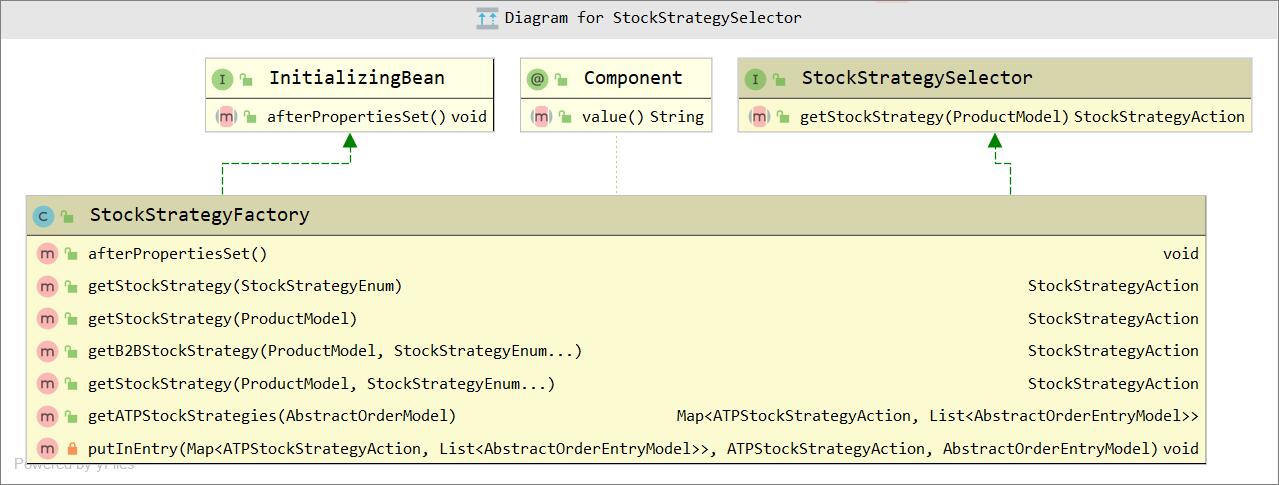 Diagram for StockStrategySelector
I InitializingBean
m afterPropertiesSet() void
@ Component
m value() String
I StockStrategySelector
m getStockStrategy(ProductModel) StockStrategyAction
C StockStrategyFactory
m afterPropertiesSet() void
m getStockStrategy(StockStrategyEnum) StockStrategyAction
m getStockStrategy(ProductModel) StockStrategyAction
m getB2BStockStrategy(ProductModel, StockStrategyEnum...) StockStrategyAction
m getStockStrategy(ProductModel, StockStrategyEnum...) StockStrategyAction
m getATPStockStrategies(AbstractOrderModel) Map<ATPStockStrategyAction, List<AbstractOrderEntryModel>>
m putInEntry(Map<ATPStockStrategyAction, List<AbstractOrderEntryModel>>, ATPStockStrategyAction, AbstractOrderEntryModel) void
Powered by yFiles